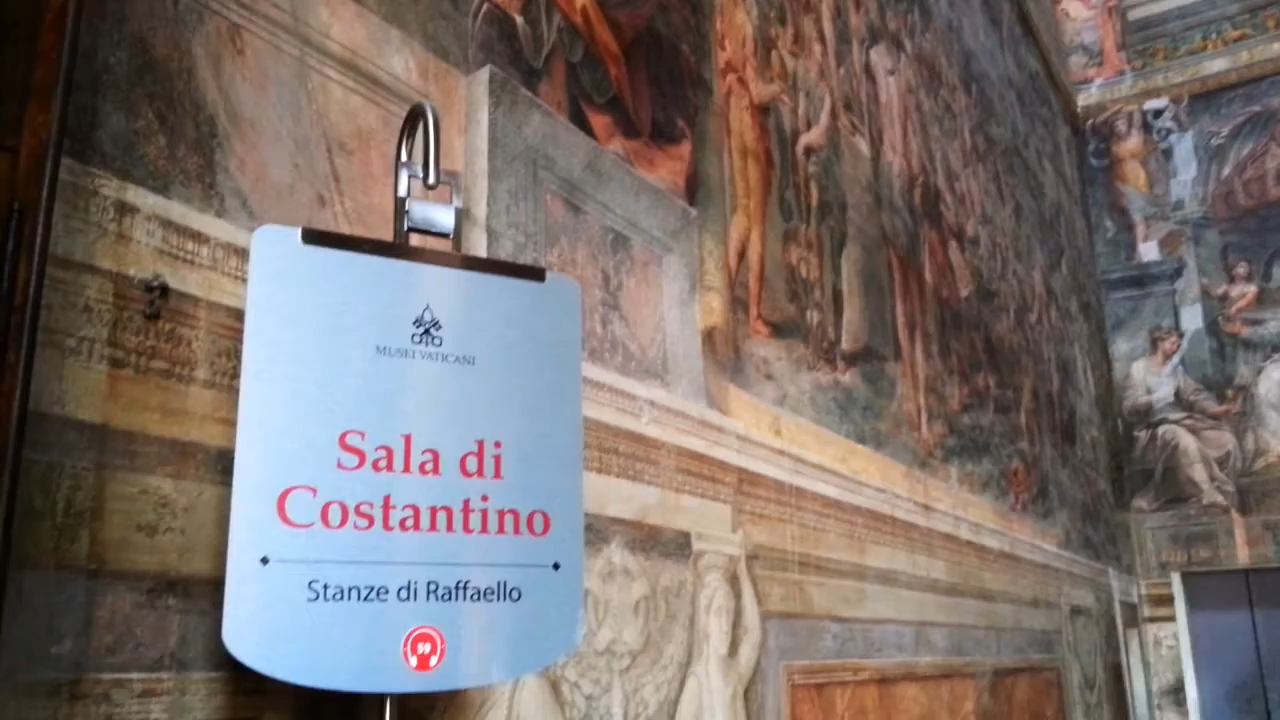 MUSEI VATICANI
Sala di
Costantino
Stanze di Raffaello